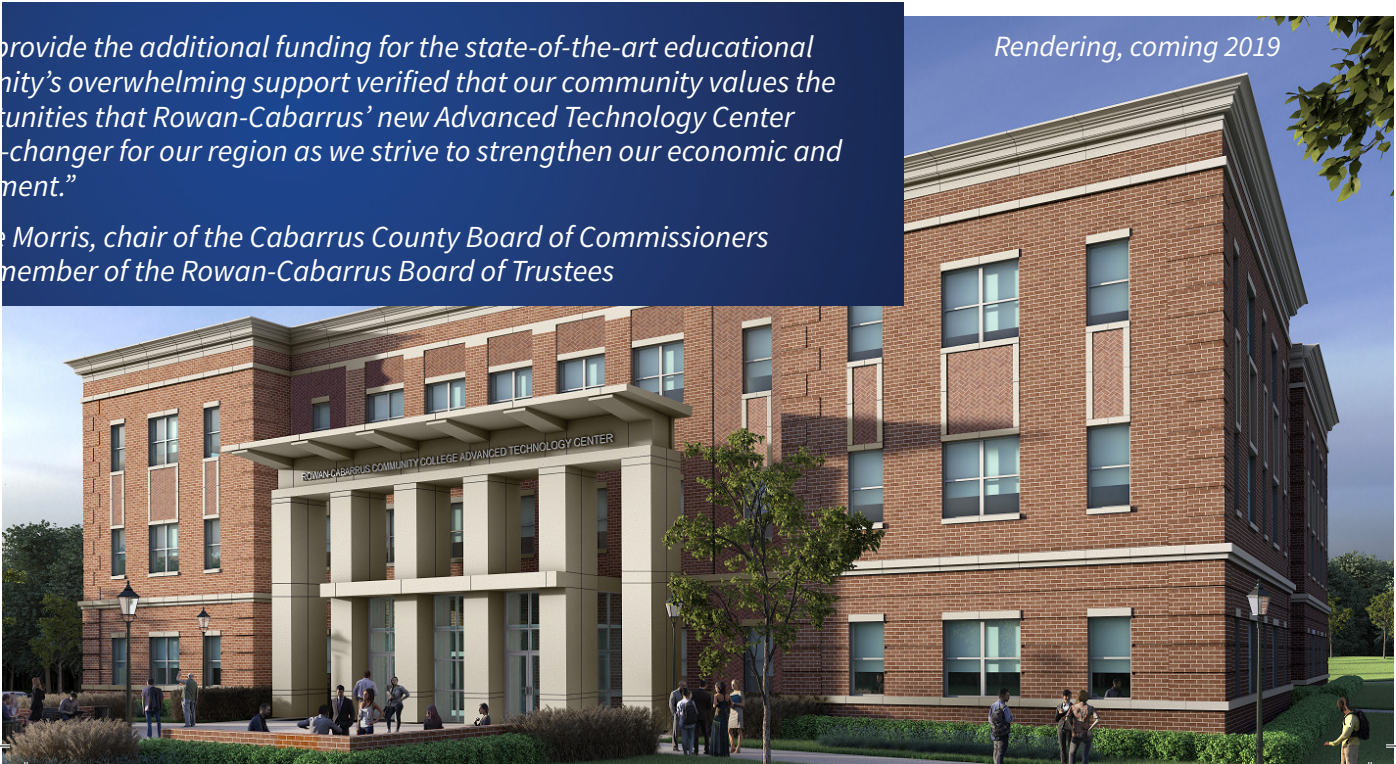 provide the additional funding for the state-of-the-art educational
nity’s overwhelming support verified that our community values the
tunities that Rowan-Cabarrus’ new Advanced Technology Center
-changer for our region as we strive to strengthen our economic and
ment.”
e Morris, chair of the Cabarrus County Board of Commissioners
member of the Rowan-Cabarrus Board of Trustees
Rendering, coming 2019
ROWAN-CABARRUS COMMUNITY COLLEGE ADVANCED TECHNOLOGY CENTER